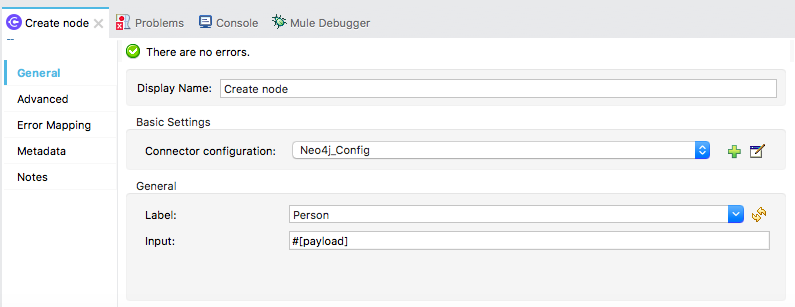 Create node Problems Console Mule Debugger
--
There are no errors.
General
Advanced
Error Mapping
Metadata
Notes
Display Name: Create node
Basic Settings
Connector configuration: Neo4j_Config
General
Label: Person
Input: #[payload]